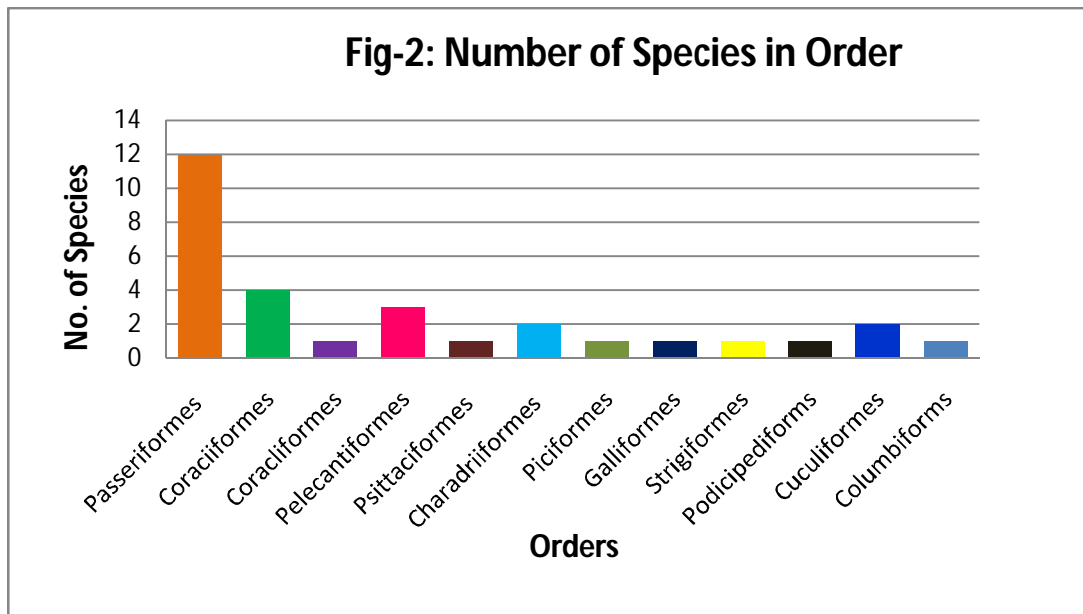 Fig-2: Number of Species in Order
No. of Species
14
12
10
8
6
4
2
0
Passeriformes
Coraciiformes
Coracliformes
Pelecantiformes
Psittaciformes
Charadriiformes
Piciformes
Galliformes
Strigiformes
Podicipediforms
Cuculiformes
Columbiforms
Orders